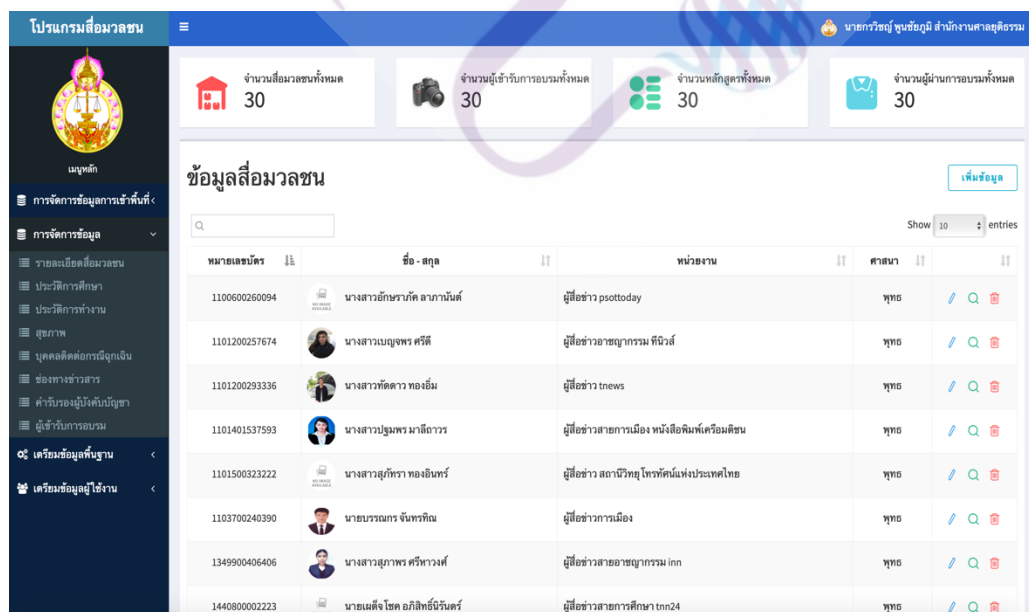 โปรแกรมสื่อมวลชน
นายกรวิชญ์ พูนชัยภูมิ สำนักงานศาลยุติธรรม
จำนวนสื่อมวลชนทั้งหมด
30
จำนวนผู้เข้ารับการอบรมทั้งหมด
30
จำนวนหลักสูตรทั้งหมด
30
จำนวนผู้ผ่านการอบรมทั้งหมด
30
เมนูหลัก
การจัดการข้อมูลการเข้าพื้นที่
การจัดการข้อมูล
รายละเอียดสื่อมวลชน
ประวัติการศึกษา
ประวัติการทำงาน
สุขภาพ
บุคคลติดต่อกรณีฉุกเฉิน
ช่องทางข่าวสาร
คำรับรองผู้บังคับบัญชา
ผู้เข้ารับการอบรม
เตรียมข้อมูลพื้นฐาน
เตรียมข้อมูลผู้ใช้งาน
ข้อมูลสื่อมวลชน
เพิ่มข้อมูล
Show 10 entries
หมายเลขบัตร ชื่อ - สกุล หน่วยงาน ศาสนา
1100600260094 นางสาวอักษราภัค ลาภานันต์ ผู้สื่อข่าว psottoday พุทธ
1101200257674 นางสาวเบญจพร ศรีดี ผู้สื่อข่าวอาชญากรรม ทีนิวส์ พุทธ
1101200293336 นางสาวทัดดาว ทองอิ่ม ผู้สื่อข่าว tnews พุทธ
1101401537593 นางสาวปฐมพร มาลีถาวร ผู้สื่อข่าวสายการเมือง หนังสือพิมพ์เครือมติชน พุทธ
1101500323222 นางสาวสุภัทรา ทองอินทร์ ผู้สื่อข่าว สถานีวิทยุโทรทัศน์แห่งประเทศไทย พุทธ
1103700240390 นายบรรณกร จันทรทิณ ผู้สื่อข่าวการเมือง พุทธ
1349900406406 นางสาวสุภาพร ศรีหาวงศ์ ผู้สื่อข่าวสายอาชญากรรม inn พุทธ
1440800002223 นายเผด็จโชค อภิสิทธิ์นิรันดร์ ผู้สื่อข่าวสายการศึกษา tnn24 พุทธ